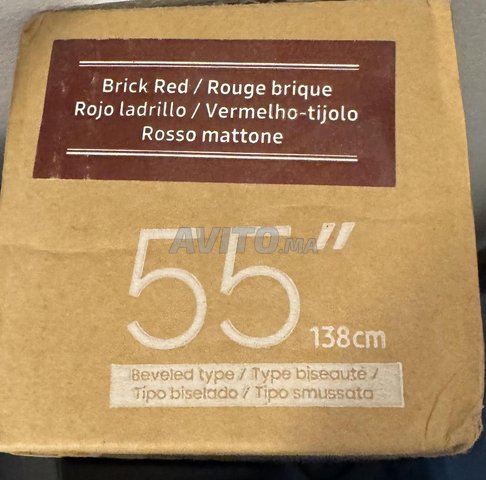 Brick Red / Rouge brique
Rojo ladrillo / Vermelho-tijolo
Rosso mattone
AVITO.ma
55"
138cm
Beveled type / Type biseauté /
Tipo biselado / Tipo smussata